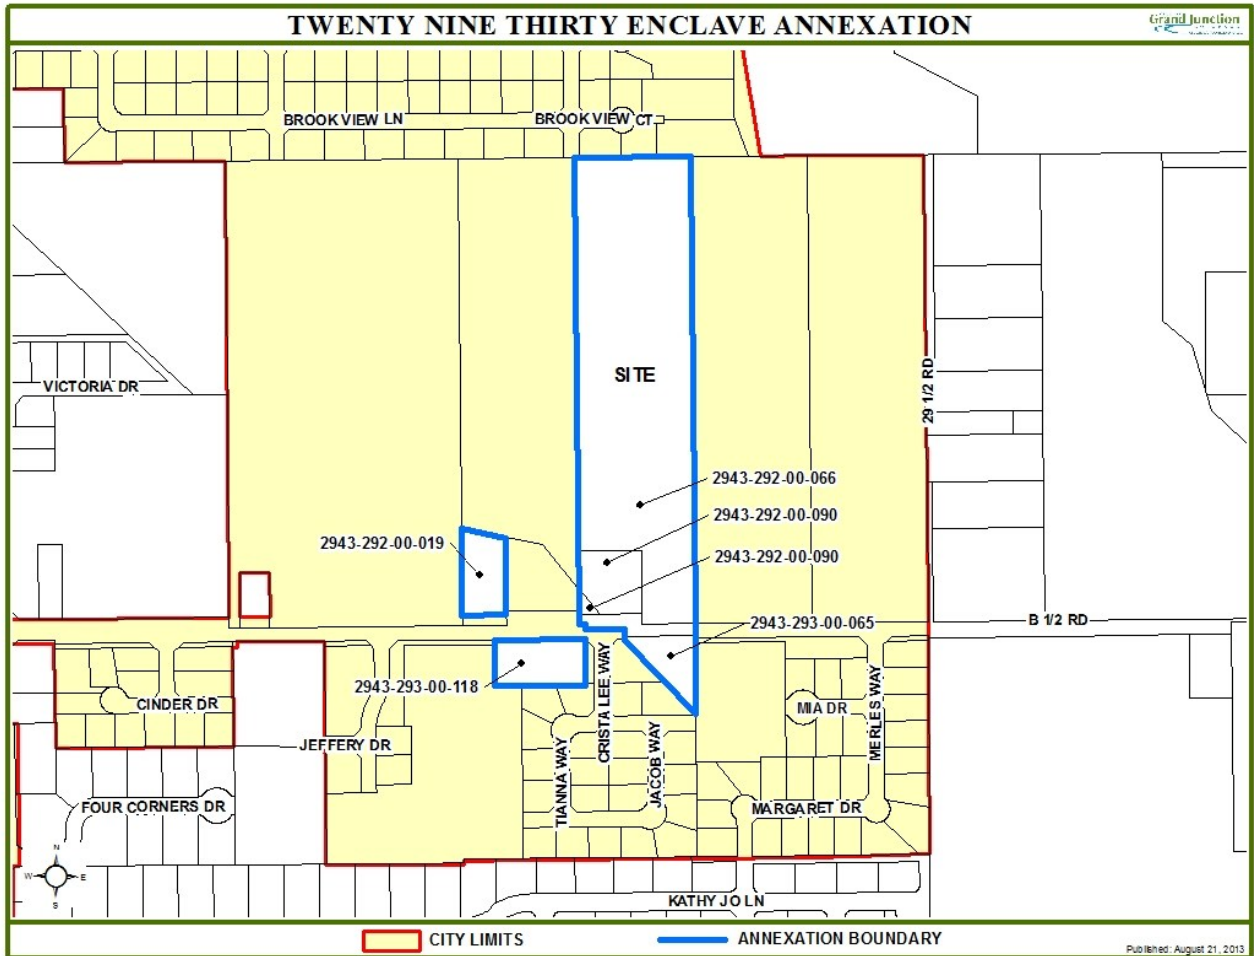 TWENTY NINE THIRTY ENCLAVE ANNEXATION
Grand Junction
BROOK VIEW LN
BROOK VIEW CT
VICTORIA DR
29 1/2 RD
SITE
2943-292-00-066
2943-292-00-090
2943-292-00-019
2943-292-00-090
B 1/2 RD
2943-293-00-065
2943-293-00-118
CRISTA LEE WAY
MERLES WAY
CINDER DR
MIA DR
JEFFERY DR
TIANNA WAY
JACOB WAY
FOUR CORNERS DR
MARGARET DR
N
W
E
S
KATHY JO LN
CITY LIMITS
ANNEXATION BOUNDARY
Published: August 21, 2013